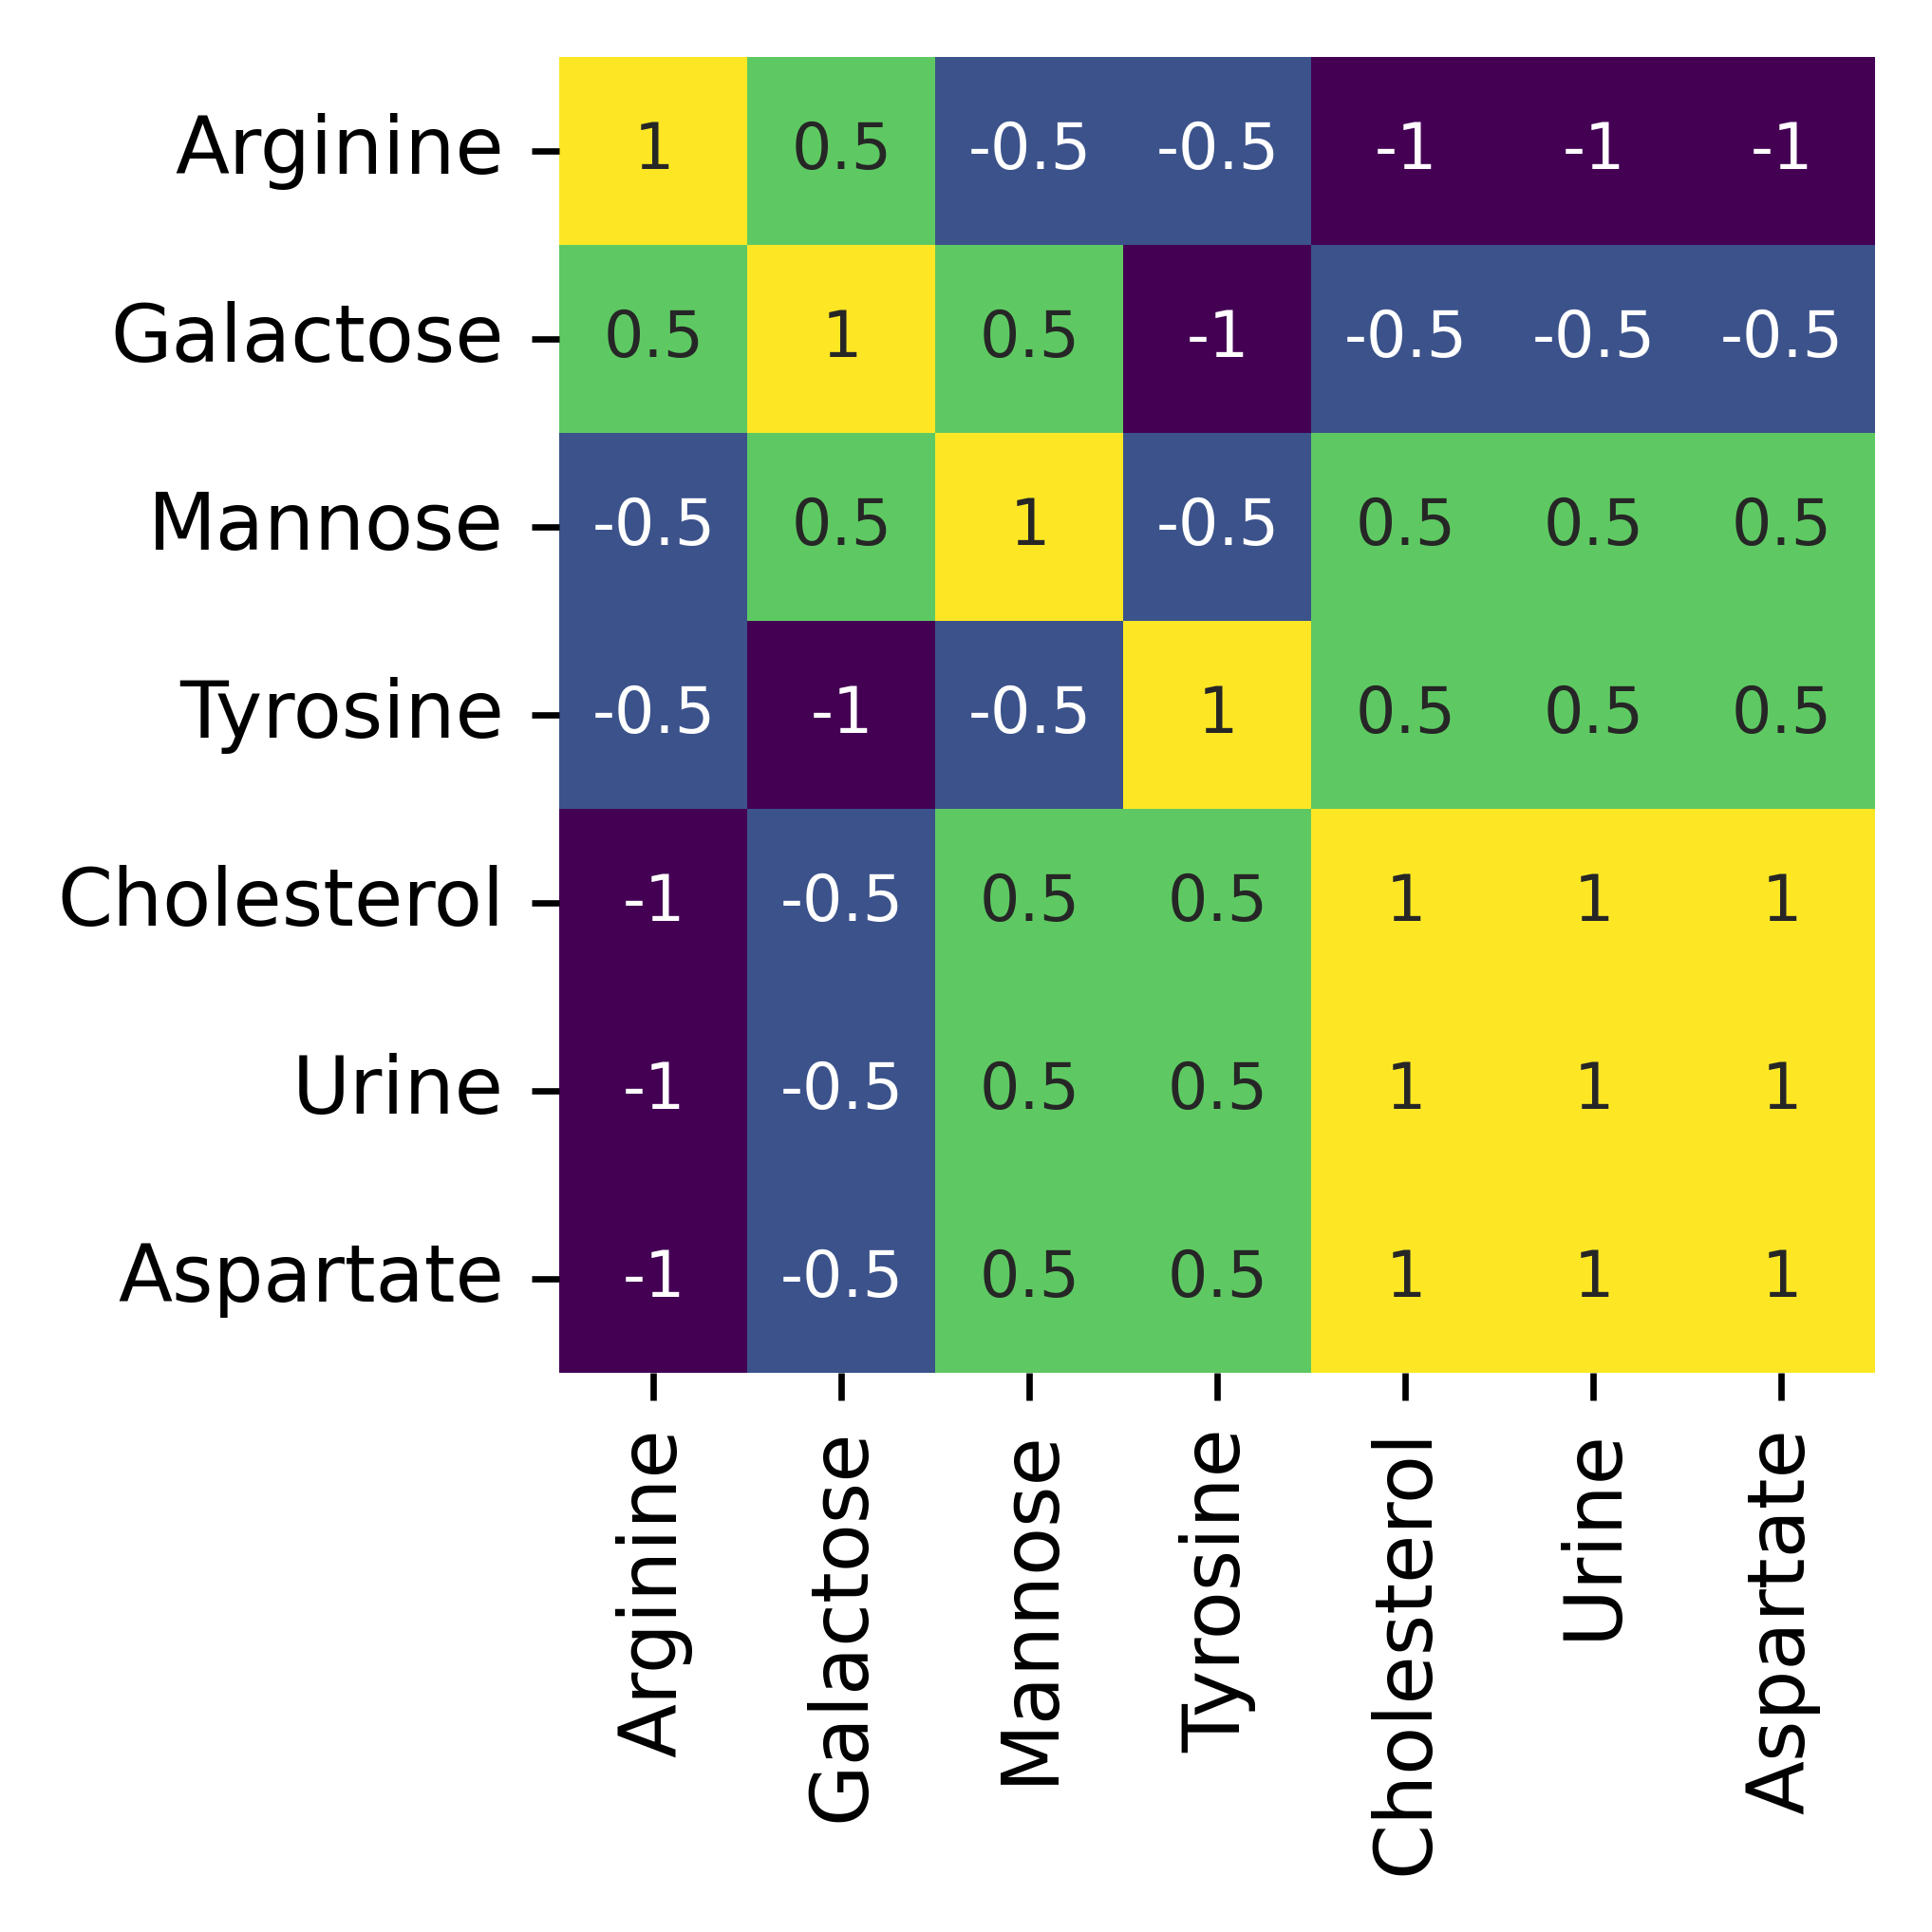 Arginine 1 0.5 -0.5 -0.5 -1 -1 -1
Galactose 0.5 1 0.5 -1 -0.5 -0.5 -0.5
Mannose -0.5 0.5 1 -0.5 0.5 0.5 0.5
Tyrosine -0.5 -1 -0.5 1 0.5 0.5 0.5
Cholesterol -1 -0.5 0.5 0.5 1 1 1
Urine -1 -0.5 0.5 0.5 1 1 1
Aspartate -1 -0.5 0.5 0.5 1 1 1
Arginine
Galactose
Mannose
Tyrosine
Cholesterol
Urine
Aspartate